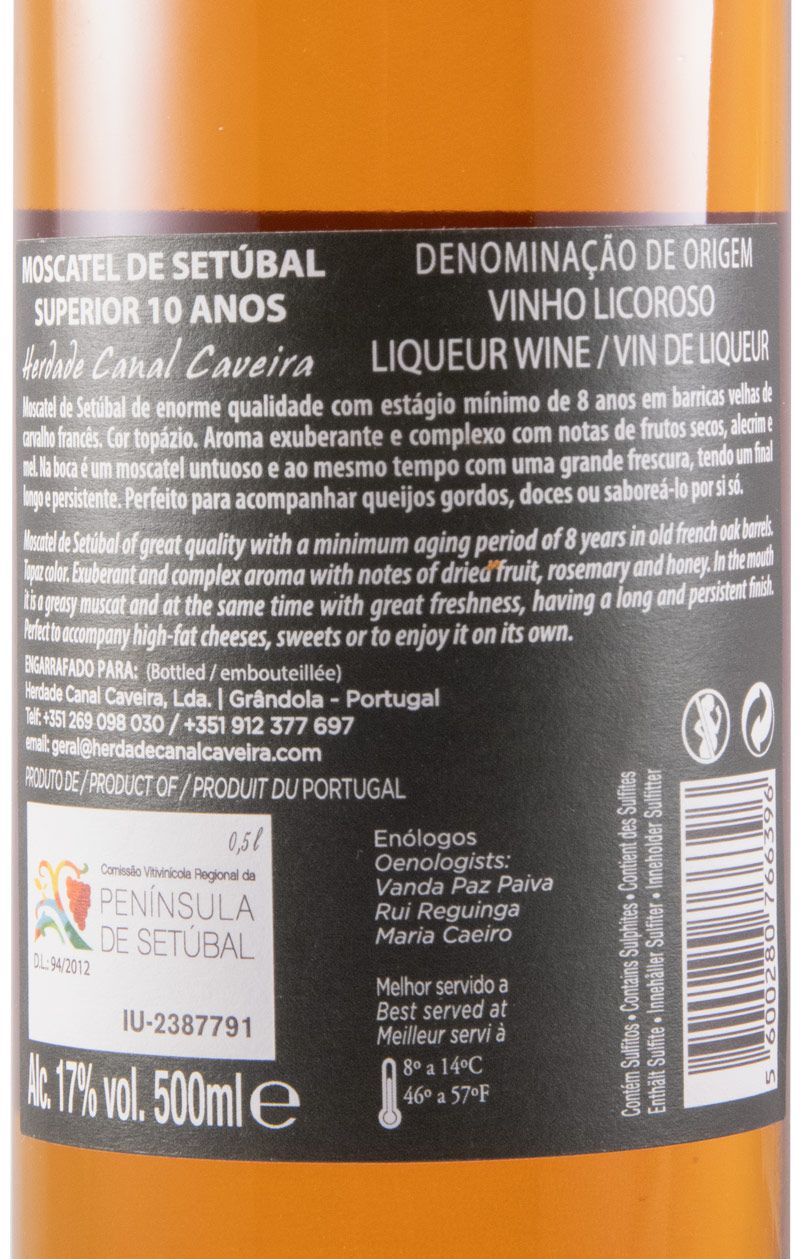 MOSCATEL DE SETÚBAL
SUPERIOR 10 ANOS
Herdade Canal Caveira
DENOMINAÇÃO DE ORIGEM
VINHO LICOROSO
LIQUEUR WINE / VIN DE LIQUEUR
Moscatel de Setúbal de enorme qualidade com estágio mínimo de 8 anos em barricas velhas de
carvalho francês. Cor topázio. Aroma exuberante e complexo com notas de frutos secos, alecrim e
mel. Na boca é um moscatel untuoso e ao mesmo tempo com uma grande frescura, tendo um final
longo e persistente. Perfeito para acompanhar queijos gordos, doces ou saboreá-lo por si só.
Moscatel de Setúbal of great quality with a minimum aging period of 8 years in old french oak barrels.
Topaz color. Exuberant and complex aroma with notes of dried fruit, rosemary and honey. In the mouth
it is a greasy muscat and at the same time with great freshness, having a long and persistent finish.
Perfect to accompany high-fat cheeses, sweets or to enjoy it on its own.
ENGARRAFADO PARA: (Bottled / embouteillée)
Herdade Canal Caveira, Lda. | Grândola - Portugal
Telf: +351 269 098 030 / +351 912 377 697
email: geral@herdadecanalcaveira.com
PRODUTO DE / PRODUCT OF / PRODUIT DU PORTUGAL
0,5 l
Comissão Vitivinícola Regional da
PENÍNSULA
DE SETÚBAL
D.L.: 94/2012
IU-2387791
Alc. 17% vol. 500ml e
Enólogos
Oenologists:
Vanda Paz Paiva
Rui Reguinga
Maria Caeiro
Melhor servido a
Best served at
Meilleur servi à
8º a 14ºC
46º a 57ºF
Contém Sulfitos • Contains Sulphites • Contient des Sulfites
Enthält Sulfite • Innehåller Sulfiter • Inneholder Sulfitter
5 600280 766396